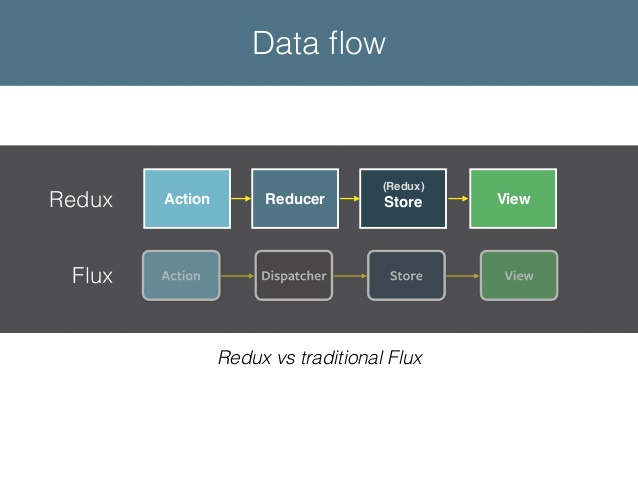 Data flow
Redux
Action
Reducer
(Redux)
Store
View
Flux
Action
Dispatcher
Store
View
Redux vs traditional Flux